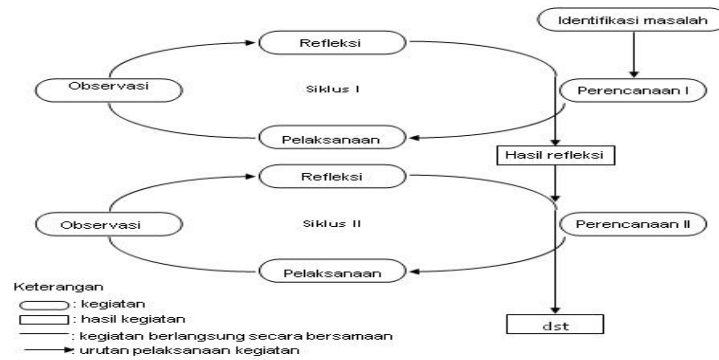 Identifikasi masalah
Refleksi
Observasi
Siklus I
Perencanaan I
Pelaksanaan
Hasil refleksi
Refleksi
Observasi
Siklus II
Perencanaan II
Pelaksanaan
Keterangan
: kegiatan
: hasil kegiatan
: kegiatan berlangsung secara bersamaan
: urutan pelaksanaan kegiatan
dst